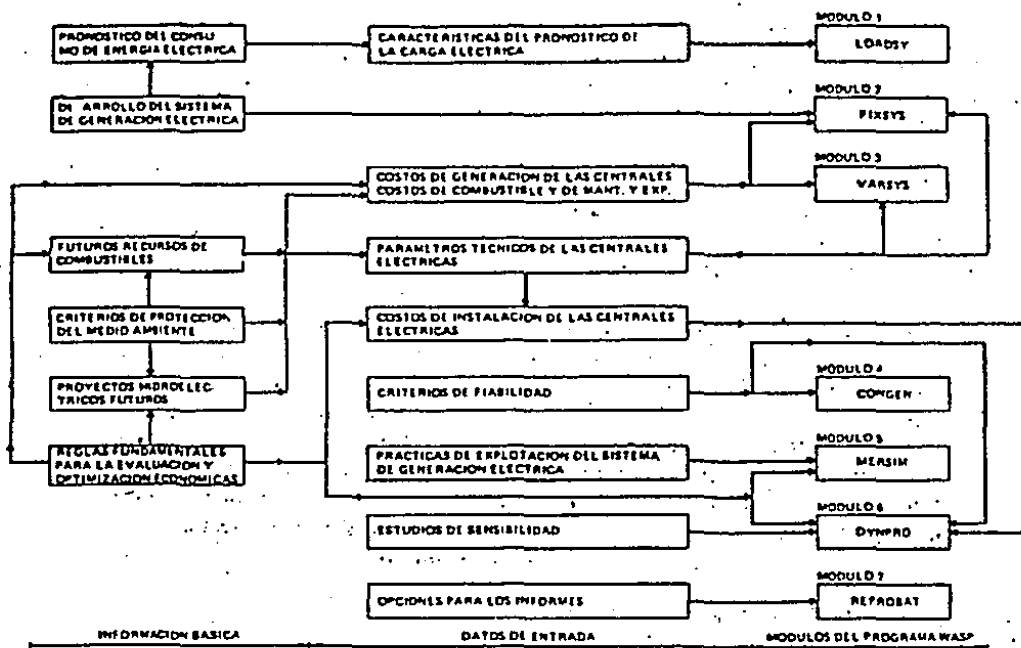 PRONOSTICO DEL CONSU
MO DE ENERGIA ELECTRICA
CARACTERISTICAS DEL PRONOSTICO DE
LA CARGA ELECTRICA
MODULO 1
LOADSY
DE ARROLLO DEL SISTEMA
DE GENERACION ELECTRICA
MODULO 2
FIXSYS
COSTOS DE GENERACION DE LAS CENTRALES
COSTOS DE COMBUSTIBLE Y DE MANT. Y EXP.
MODULO 3
VARSYS
FUTUROS RECURSOS DE
COMBUSTIBLES
PARAMETROS TECNICOS DE LAS CENTRALES
ELECTRICAS
CRITERIOS DE PROTECCION
DEL MEDIO AMBIENTE
COSTOS DE INSTALACION DE LAS CENTRALES
ELECTRICAS
PROYECTOS HIDROELEC
TRICOS FUTUROS
CRITERIOS DE FIABILIDAD
MODULO 4
CONGEN
REGLAS FUNDAMENTALES
PARA LA EVALUACION Y
OPTIMIZACION ECONOMICAS
PRACTICAS DE EXPLOTACION DEL SISTEMA
DE GENERACION ELECTRICA
MODULO 5
MERSIM
ESTUDIOS DE SENSIBILIDAD
MODULO 6
DYNPRO
OPCIONES PARA LOS INFORMES
MODULO 7
REPROBAT
INFORMACION BASICA
DATOS DE ENTRADA
MODULOS DEL PROGRAMA WASP